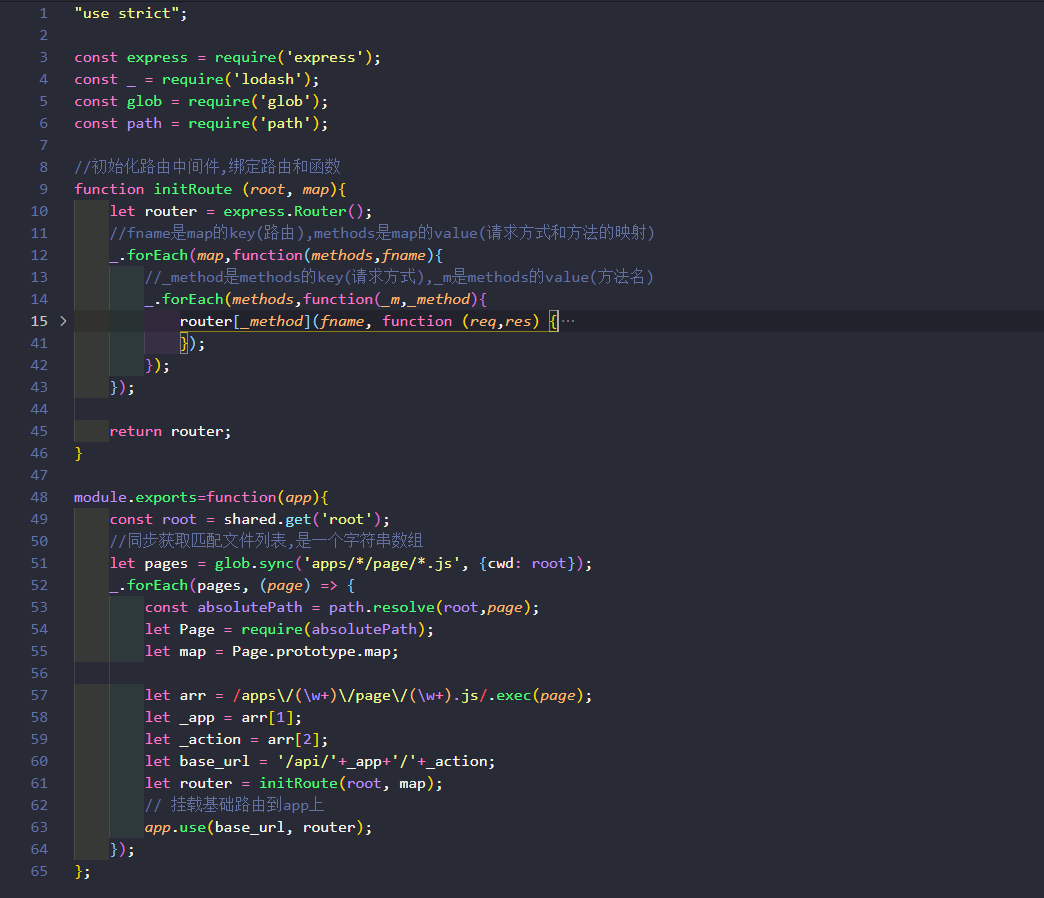 1 "use strict";
2
3 const express = require('express');
4 const _ = require('lodash');
5 const glob = require('glob');
6 const path = require('path');
7
8 //初始化路由中间件,绑定路由和函数
9 function initRoute (root, map){
10 let router = express.Router();
11 //fname是map的key(路由),methods是map的value(请求方式和方法的映射)
12 _.forEach(map,function(methods,fname){
13 //_method是methods的key(请求方式),_m是methods的value(方法名)
14 _.forEach(methods,function(_m,_method){
15 router[_method](fname, function (req,res) {…
41 });
42 });
43 });
44
45 return router;
46 }
47
48 module.exports=function(app){
49 const root = shared.get('root');
50 //同步获取匹配文件列表,是一个字符串数组
51 let pages = glob.sync('apps/*/page/*.js', {cwd: root});
52 _.forEach(pages, (page) => {
53 const absolutePath = path.resolve(root,page);
54 let Page = require(absolutePath);
55 let map = Page.prototype.map;
56
57 let arr = /apps\/(\w+)\/page\/(\w+).js/.exec(page);
58 let _app = arr[1];
59 let _action = arr[2];
60 let base_url = '/api/'+_app+'/'+_action;
61 let router = initRoute(root, map);
62 // 挂载基础路由到app上
63 app.use(base_url, router);
64 });
65 };